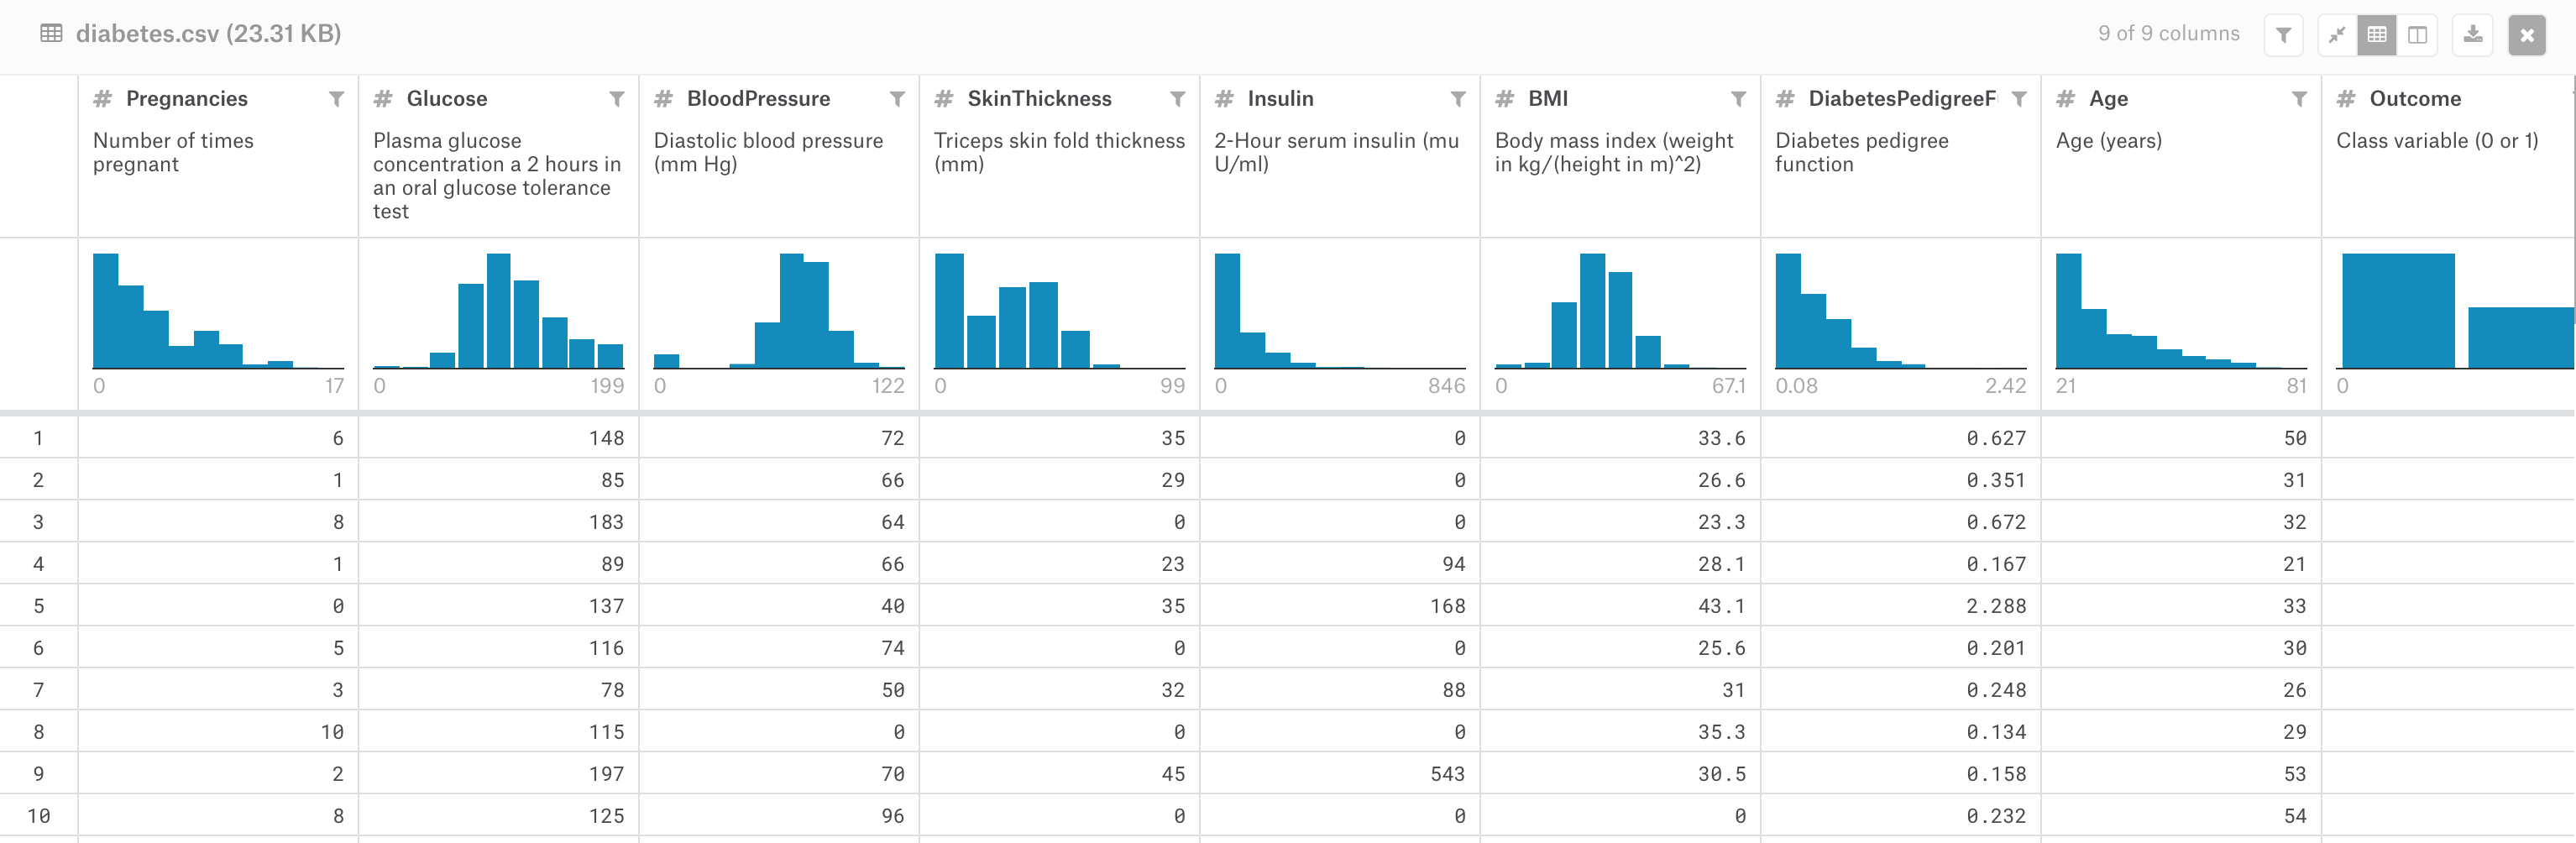 diabetes.csv (23.31 KB)
9 of 9 columns
# Pregnancies # Glucose # BloodPressure # SkinThickness # Insulin # BMI # DiabetesPedigreeF # Age # Outcome
Number of times
pregnant
Plasma glucose
concentration a 2 hours in
an oral glucose tolerance
test
Diastolic blood pressure
(mm Hg)
Triceps skin fold thickness
(mm)
2-Hour serum insulin (mu
U/ml)
Body mass index (weight
in kg/(height in m)^2)
Diabetes pedigree
function
Age (years)
Class variable (0 or 1)
0 17 0 199 0 122 0 99 0 846 0 67.1 0.08 2.42 21 81 0
1 6 148 72 35 0 33.6 0.627 50
2 1 85 66 29 0 26.6 0.351 31
3 8 183 64 0 0 23.3 0.672 32
4 1 89 66 23 94 28.1 0.167 21
5 0 137 40 35 168 43.1 2.288 33
6 5 116 74 0 0 25.6 0.201 30
7 3 78 50 32 88 31 0.248 26
8 10 115 0 0 0 35.3 0.134 29
9 2 197 70 45 543 30.5 0.158 53
10 8 125 96 0 0 0 0.232 54